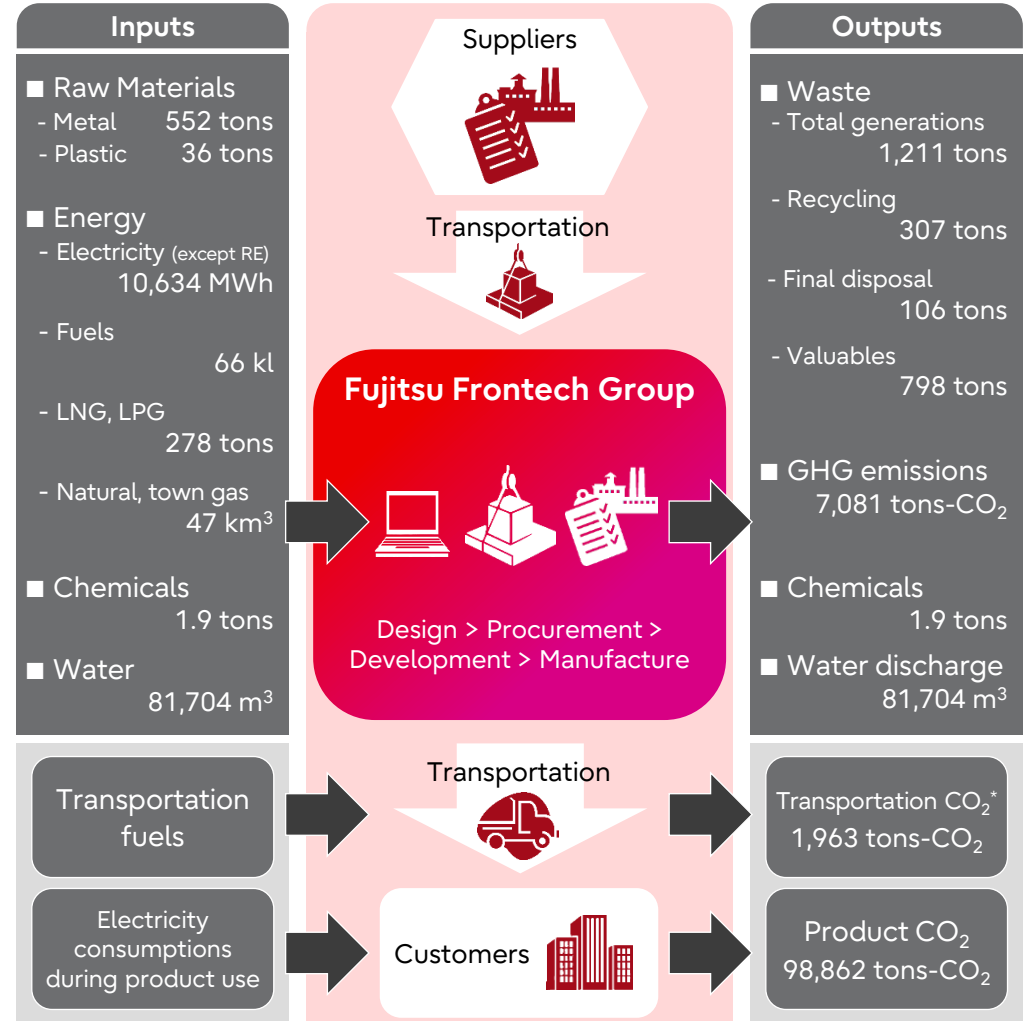 Inputs
■ Raw Materials
- Metal 552 tons
- Plastic 36 tons
■ Energy
- Electricity (except RE)
10,634 MWh
- Fuels
66 kl
- LNG, LPG
278 tons
- Natural, town gas
47 km³
■ Chemicals
1.9 tons
■ Water
81,704 m³
Transportation
fuels
Electricity
consumptions
during product use
Suppliers
Transportation
Fujitsu Frontech Group
Design > Procurement >
Development > Manufacture
Transportation
Customers
Outputs
■ Waste
- Total generations
1,211 tons
- Recycling
307 tons
- Final disposal
106 tons
- Valuables
798 tons
■ GHG emissions
7,081 tons-CO₂
■ Chemicals
1.9 tons
■ Water discharge
81,704 m³
Transportation CO₂*
1,963 tons-CO₂
Product CO₂
98,862 tons-CO₂